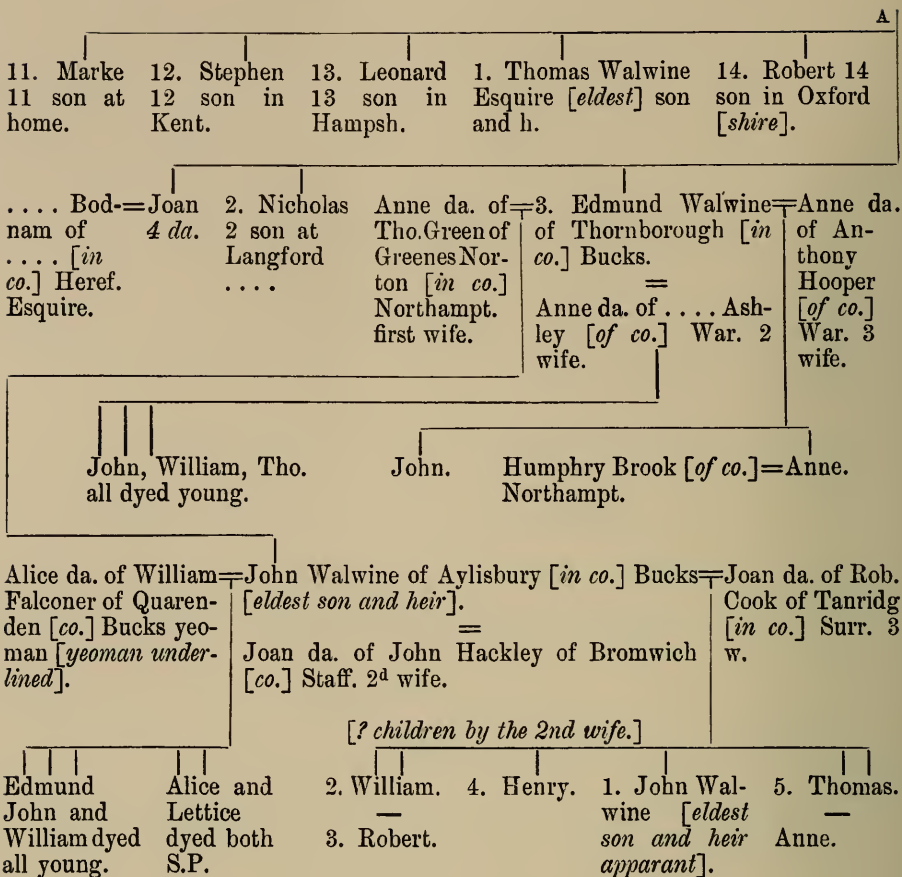 A
11. Marke
11 son at
home.
12. Stephen
12 son in
Kent.
13. Leonard
13 son in
Hampsh.
1. Thomas Walwine
Esquire [eldest] son
and h.
14. Robert 14
son in Oxford
[shire].
. . . . Bod-=Joan
nam of 4 da.
. . . . [in
co.] Heref.
Esquire.
2. Nicholas
2 son at
Langford
. . . .
Anne da. of=3. Edmund Walwine=Anne da.
Tho. Green of
Greenes Nor-
ton [in co.]
Northampt.
first wife.
of Thornborough [in
co.] Bucks.
=
Anne da. of . . . . Ash-
ley [of co.] War. 2
wife.
of An-
thony
Hooper
[of co.]
War. 3
wife.
John, William, Tho.
all dyed young.
John.
Humphry Brook [of co.]=Anne.
Northampt.
Alice da. of William=John Walwine of Aylisbury [in co.] Bucks=Joan da. of Rob.
Falconer of Quaren-
den [co.] Bucks yeo-
man [yeoman under-
lined].
[eldest son and heir].
=
Joan da. of John Hackley of Bromwich
[co.] Staff. 2d wife.
Cook of Tanridg
[in co.] Surr. 3
w.
[? children by the 2nd wife.]
Edmund
John and
William dyed
all young.
Alice and
Lettice
dyed both
S.P.
2. William.
—
3. Robert.
4. Henry.
1. John Wal-
wine [eldest
son and heir
apparant].
5. Thomas.
—
Anne.